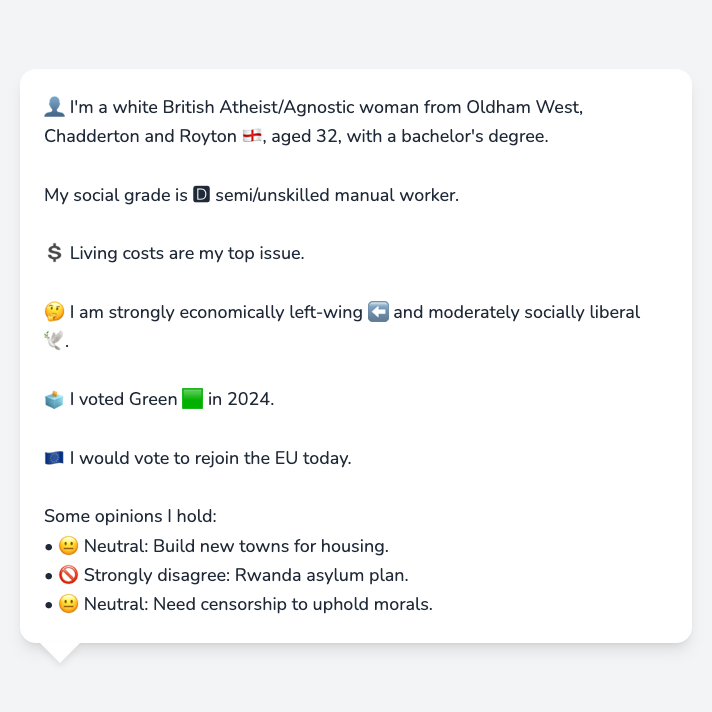 👤 I'm a white British Atheist/Agnostic woman from Oldham West,
Chadderton and Royton 🏴󠁧󠁢󠁥󠁮󠁧󠁿, aged 32, with a bachelor's degree.
My social grade is 🅳 semi/unskilled manual worker.
💲 Living costs are my top issue.
🤔 I am strongly economically left-wing ⬅️ and moderately socially liberal
🕊️.
🗳️ I voted Green 🟩 in 2024.
🇪🇺 I would vote to rejoin the EU today.
Some opinions I hold:
• 😐 Neutral: Build new towns for housing.
• 🚫 Strongly disagree: Rwanda asylum plan.
• 😐 Neutral: Need censorship to uphold morals.